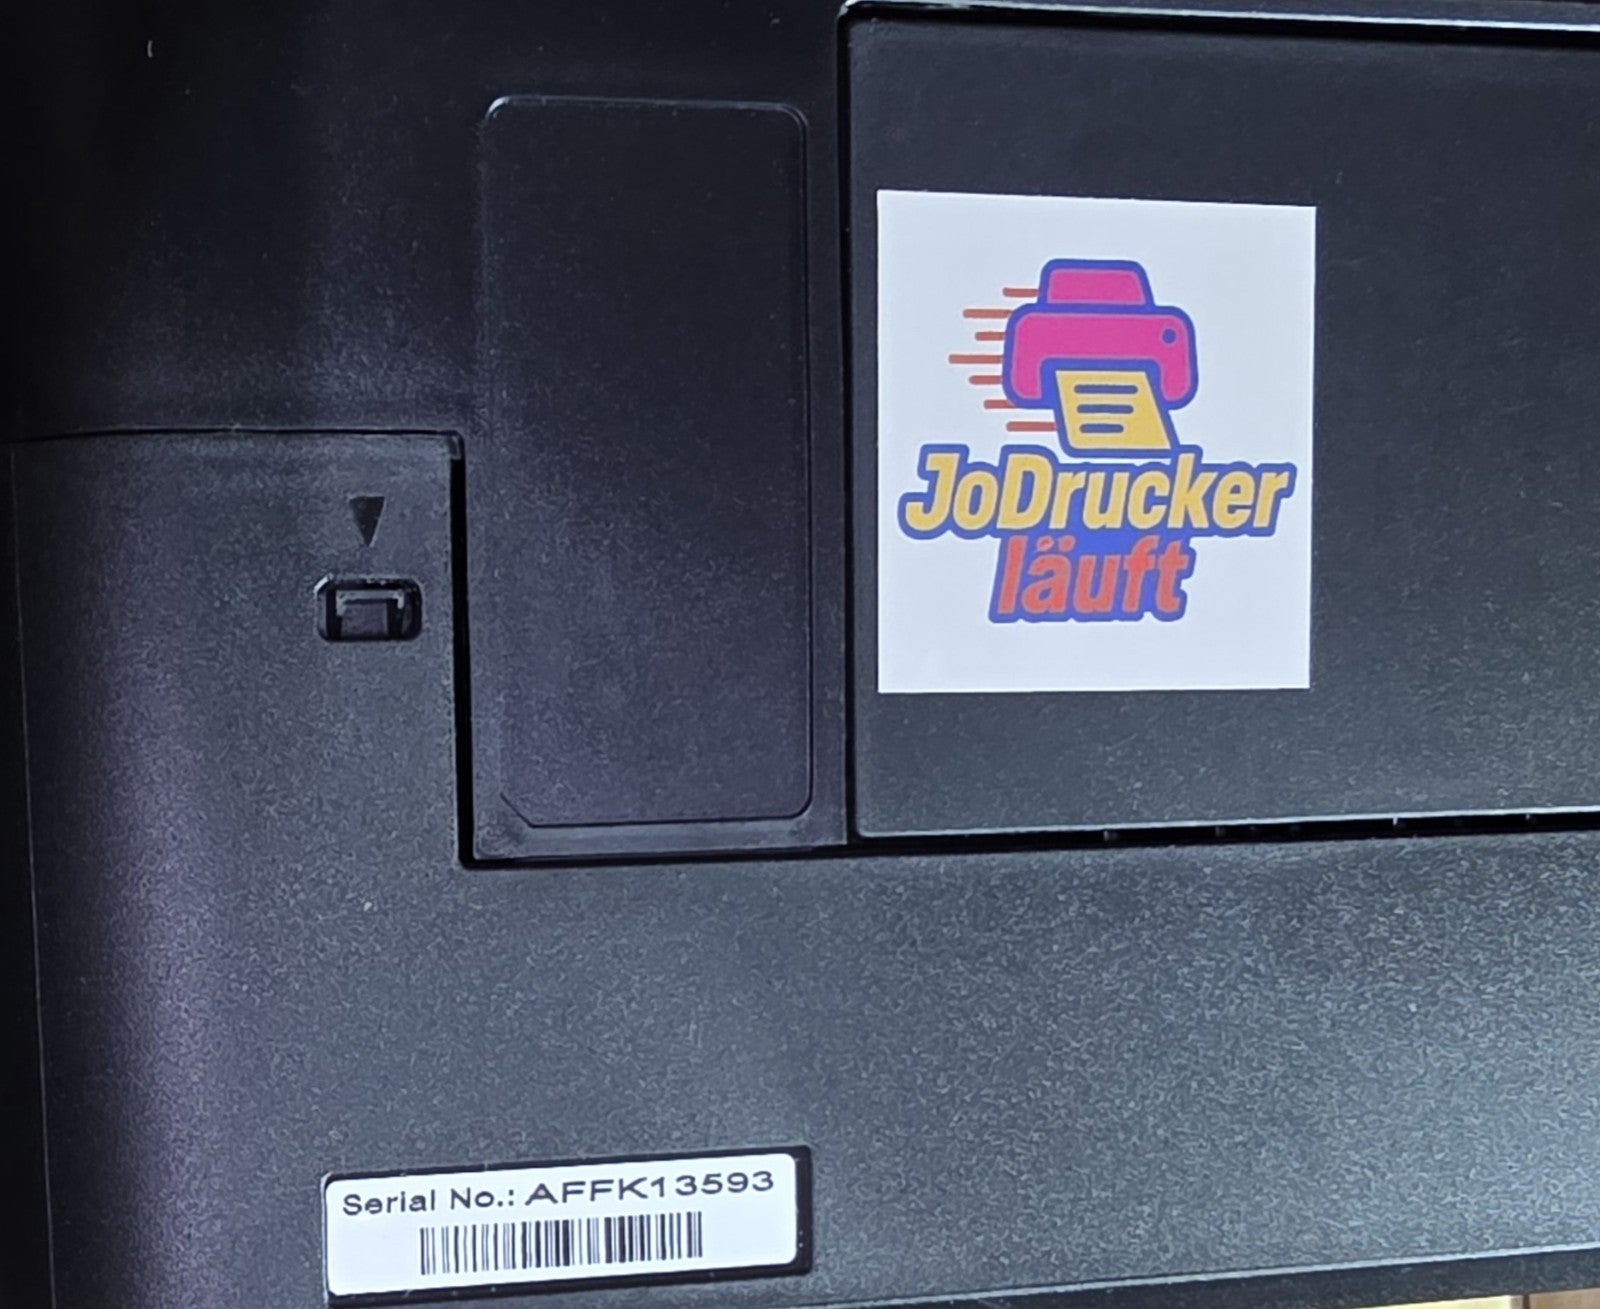 JoDrucker
läuft
Serial No.: AFFK13593